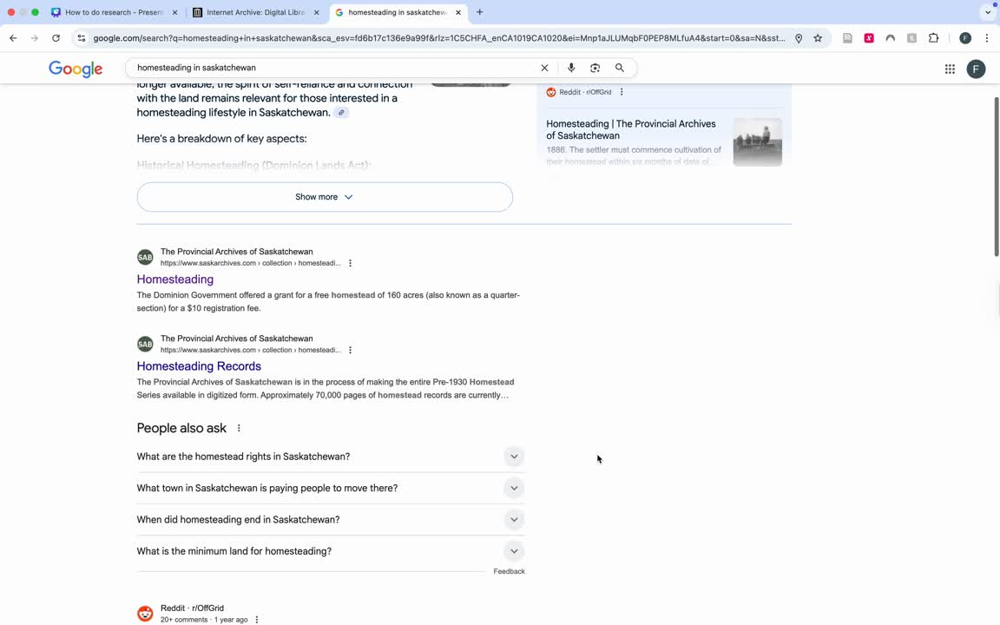 How to do research - Present
Internet Archive: Digital Libra
homesteading in saskatchew
google.com/search?q=homesteading+in+saskatchewan&sca_esv=fd6b17c136e9a99f&rlz=1C5CHFA_enCA1019CA1020&ei=Mnp1aJLUMqbF0PEP8MLfuA4&start=0&sa=N&sst...
F
Google
homesteading in saskatchewan
F
longer available, the spirit of self-reliance and connection
with the land remains relevant for those interested in a
homesteading lifestyle in Saskatchewan.
Here's a breakdown of key aspects:
Historical Homesteading (Dominion Lands Act):
Show more
Reddit · r/OffGrid
Homesteading | The Provincial Archives
of Saskatchewan
1886. The settler must commence cultivation of
their homestead within six months of date of...
SAB
The Provincial Archives of Saskatchewan
https://www.saskarchives.com › collection › homesteadi...
Homesteading
The Dominion Government offered a grant for a free homestead of 160 acres (also known as a quarter-
section) for a $10 registration fee.
SAB
The Provincial Archives of Saskatchewan
https://www.saskarchives.com › collection › homesteadi...
Homesteading Records
The Provincial Archives of Saskatchewan is in the process of making the entire Pre-1930 Homestead
Series available in digitized form. Approximately 70,000 pages of homestead records are currently...
People also ask
What are the homestead rights in Saskatchewan?
What town in Saskatchewan is paying people to move there?
When did homesteading end in Saskatchewan?
What is the minimum land for homesteading?
Feedback
Reddit · r/OffGrid
20+ comments · 1 year ago